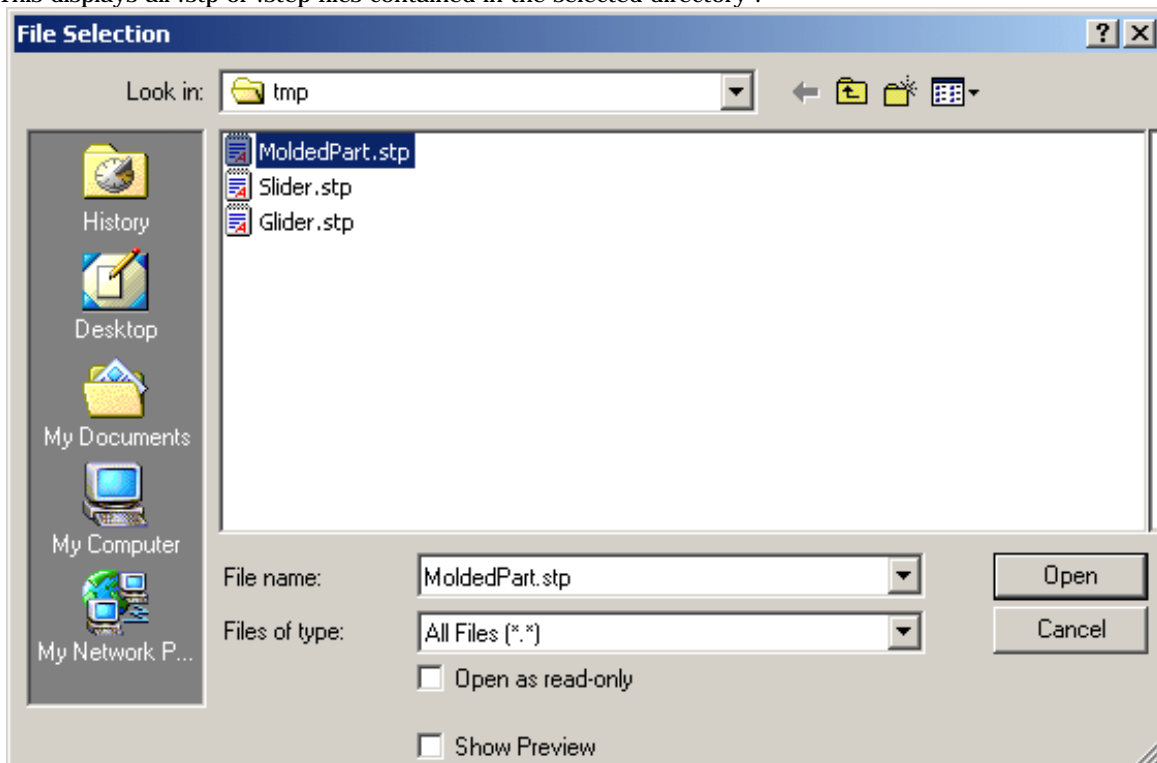 This displays all .stp or .step files contained in the selected directory .
File Selection
Look in:
tmp
MoldedPart.stp
Slider.stp
Glider.stp
History
Desktop
My Documents
My Computer
My Network P...
File name:
MoldedPart.stp
Open
Files of type:
All Files (*.*)
Cancel
Open as read-only
Show Preview